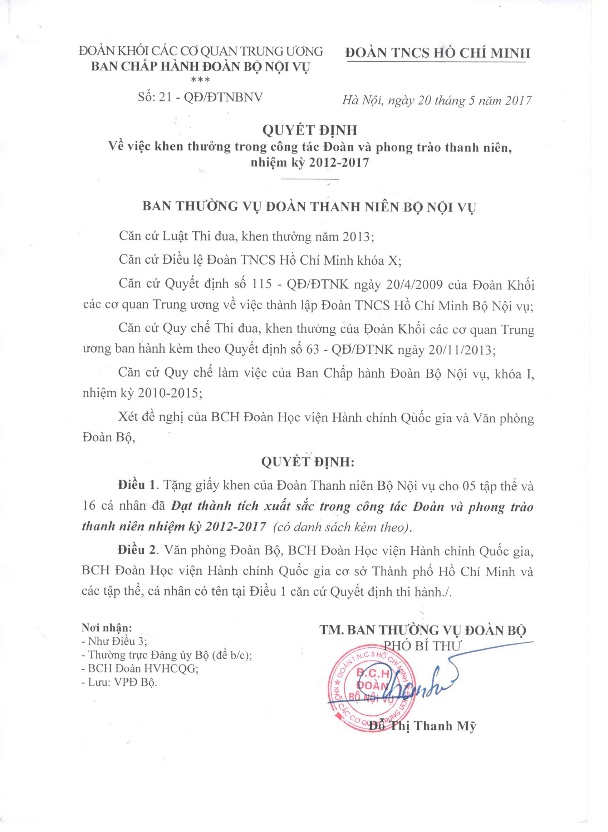 ĐOÀN KHỐI CÁC CƠ QUAN TRUNG ƯƠNG
BAN CHẤP HÀNH ĐOÀN BỘ NỘI VỤ
***
Số: 21 - QĐ/ĐTNBNV
ĐOÀN TNCS HỒ CHÍ MINH
Hà Nội, ngày 20 tháng 5 năm 2017
QUYẾT ĐỊNH
Về việc khen thưởng trong công tác Đoàn và phong trào thanh niên,
nhiệm kỳ 2012-2017
BAN THƯỜNG VỤ ĐOÀN THANH NIÊN BỘ NỘI VỤ
Căn cứ Luật Thi đua, khen thưởng năm 2013;
Căn cứ Điều lệ Đoàn TNCS Hồ Chí Minh khóa X;
Căn cứ Quyết định số 115 - QĐ/ĐTNK ngày 20/4/2009 của Đoàn Khối
các cơ quan Trung ương về việc thành lập Đoàn TNCS Hồ Chí Minh Bộ Nội vụ;
Căn cứ Quy chế Thi đua, khen thưởng của Đoàn Khối các cơ quan Trung
ương ban hành kèm theo Quyết định số 63 - QĐ/ĐTNK ngày 20/11/2013;
Căn cứ Quy chế làm việc của Ban Chấp hành Đoàn Bộ Nội vụ, khóa I,
nhiệm kỳ 2010-2015;
Xét đề nghị của BCH Đoàn Học viện Hành chính Quốc gia và Văn phòng
Đoàn Bộ,
QUYẾT ĐỊNH:
Điều 1. Tặng giấy khen của Đoàn Thanh niên Bộ Nội vụ cho 05 tập thể và
16 cá nhân đã Đạt thành tích xuất sắc trong công tác Đoàn và phong trào
thanh niên nhiệm kỳ 2012-2017 (có danh sách kèm theo).
Điều 2. Văn phòng Đoàn Bộ, BCH Đoàn Học viện Hành chính Quốc gia,
BCH Đoàn Học viện Hành chính Quốc gia cơ sở Thành phố Hồ Chí Minh và
các tập thể, cá nhân có tên tại Điều 1 căn cứ Quyết định thi hành./.
Nơi nhận:
- Như Điều 3;
- Thường trực Đảng ủy Bộ (để b/c);
- BCH Đoàn HVHCQG;
- Lưu: VPĐ Bộ.
TM. BAN THƯỜNG VỤ ĐOÀN BỘ
PHÓ BÍ THƯ
ĐOÀN T.N.C.S HỒ CHÍ MINH
B.C.H
ĐOÀN
BỘ NỘI VỤ
CÁC CƠ QUAN TRUNG ƯƠNG
Đỗ Thị Thanh Mỹ